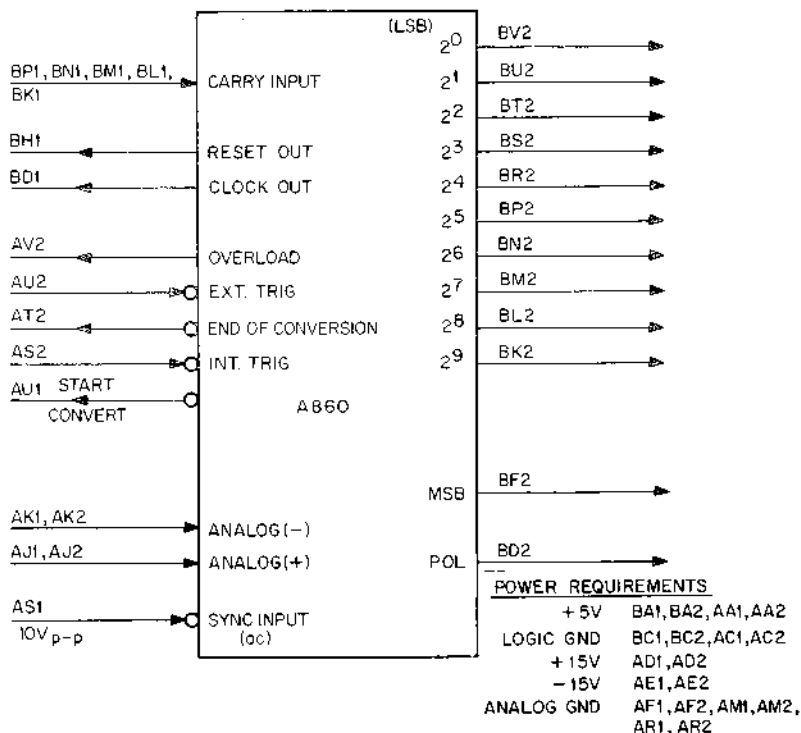 (LSB)
BP1, BN1, BM1, BL1,
BK1
CARRY INPUT
BH1
RESET OUT
BD1
CLOCK OUT
AV2
OVERLOAD
AU2
EXT. TRIG
AT2
END OF CONVERSION
AS2
INT. TRIG
AU1 START
CONVERT
A860
AK1, AK2
ANALOG(-)
AJ1, AJ2
ANALOG(+)
AS1
10Vp-p
SYNC INPUT
(ac)
2⁰ BV2
2¹ BU2
2² BT2
2³ BS2
2⁴ BR2
2⁵ BP2
2⁶ BN2
2⁷ BM2
2⁸ BL2
2⁹ BK2
MSB BF2
POL BD2
POWER REQUIREMENTS
+5V BA1,BA2,AA1,AA2
LOGIC GND BC1,BC2,AC1,AC2
+15V AD1,AD2
-15V AE1,AE2
ANALOG GND AF1,AF2,AM1,AM2,
AR1, AR2